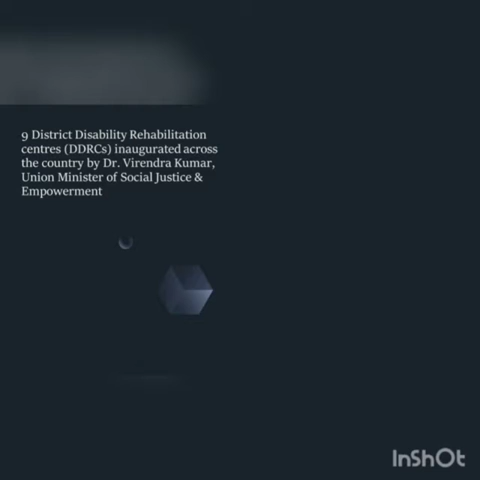 9 District Disability Rehabilitation
centres (DDRCs) inaugurated across
the country by Dr. Virendra Kumar,
Union Minister of Social Justice &
Empowerment
InShOt